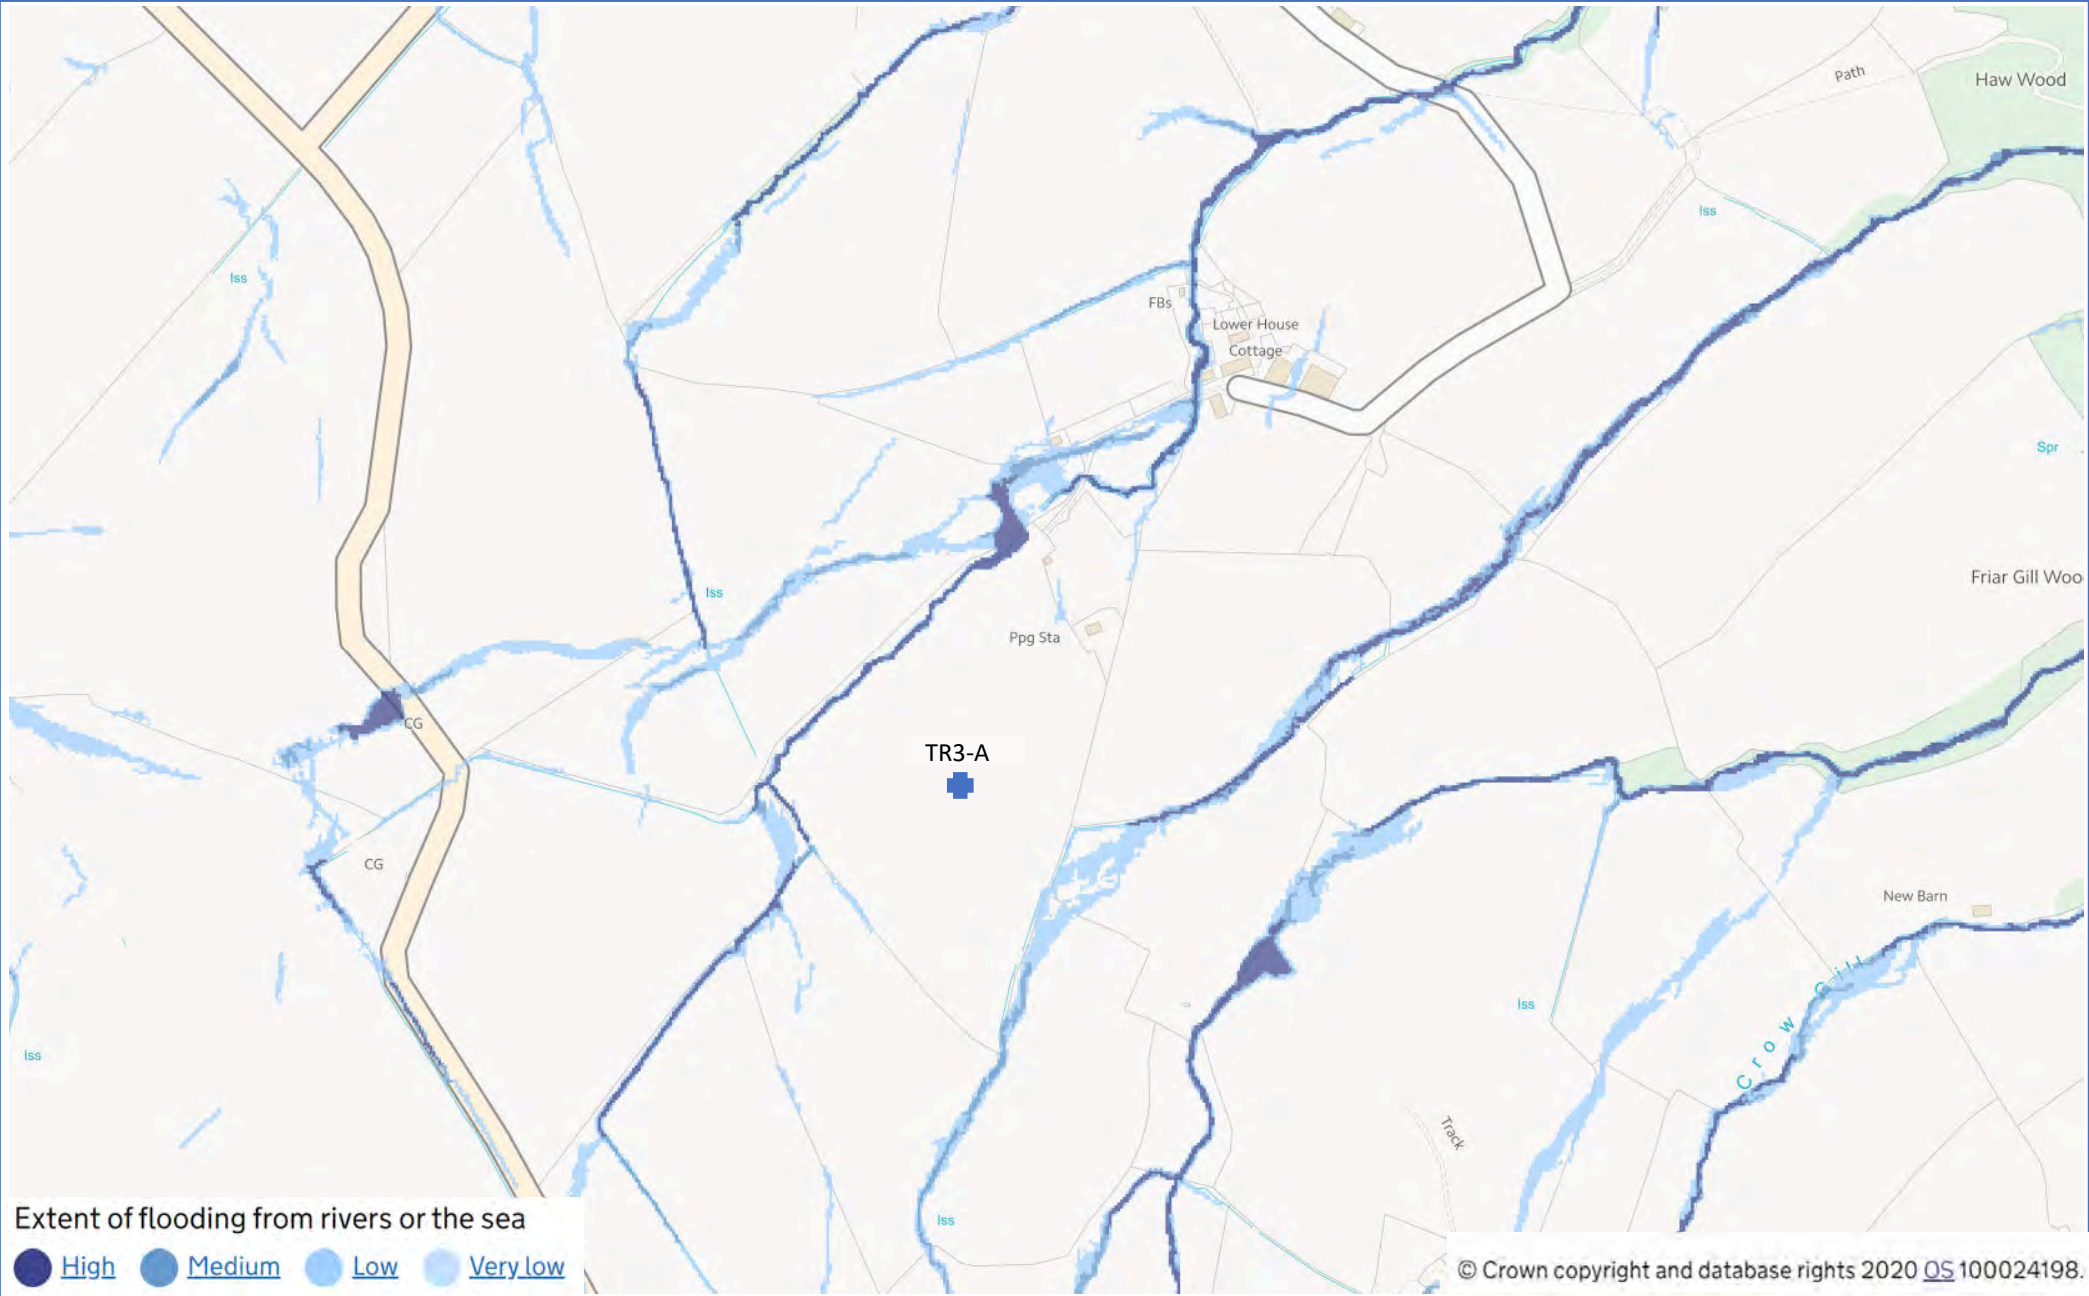 Path
Haw Wood
Iss
Iss
FBs
Lower House
Cottage
Spr
Friar Gill Woo
Iss
Ppg Sta
CG
TR3-A
CG
New Barn
Crow Gill
Iss
Iss
Track
Iss
Extent of flooding from rivers or the sea
High Medium Low Very low
© Crown copyright and database rights 2020 OS 100024198.